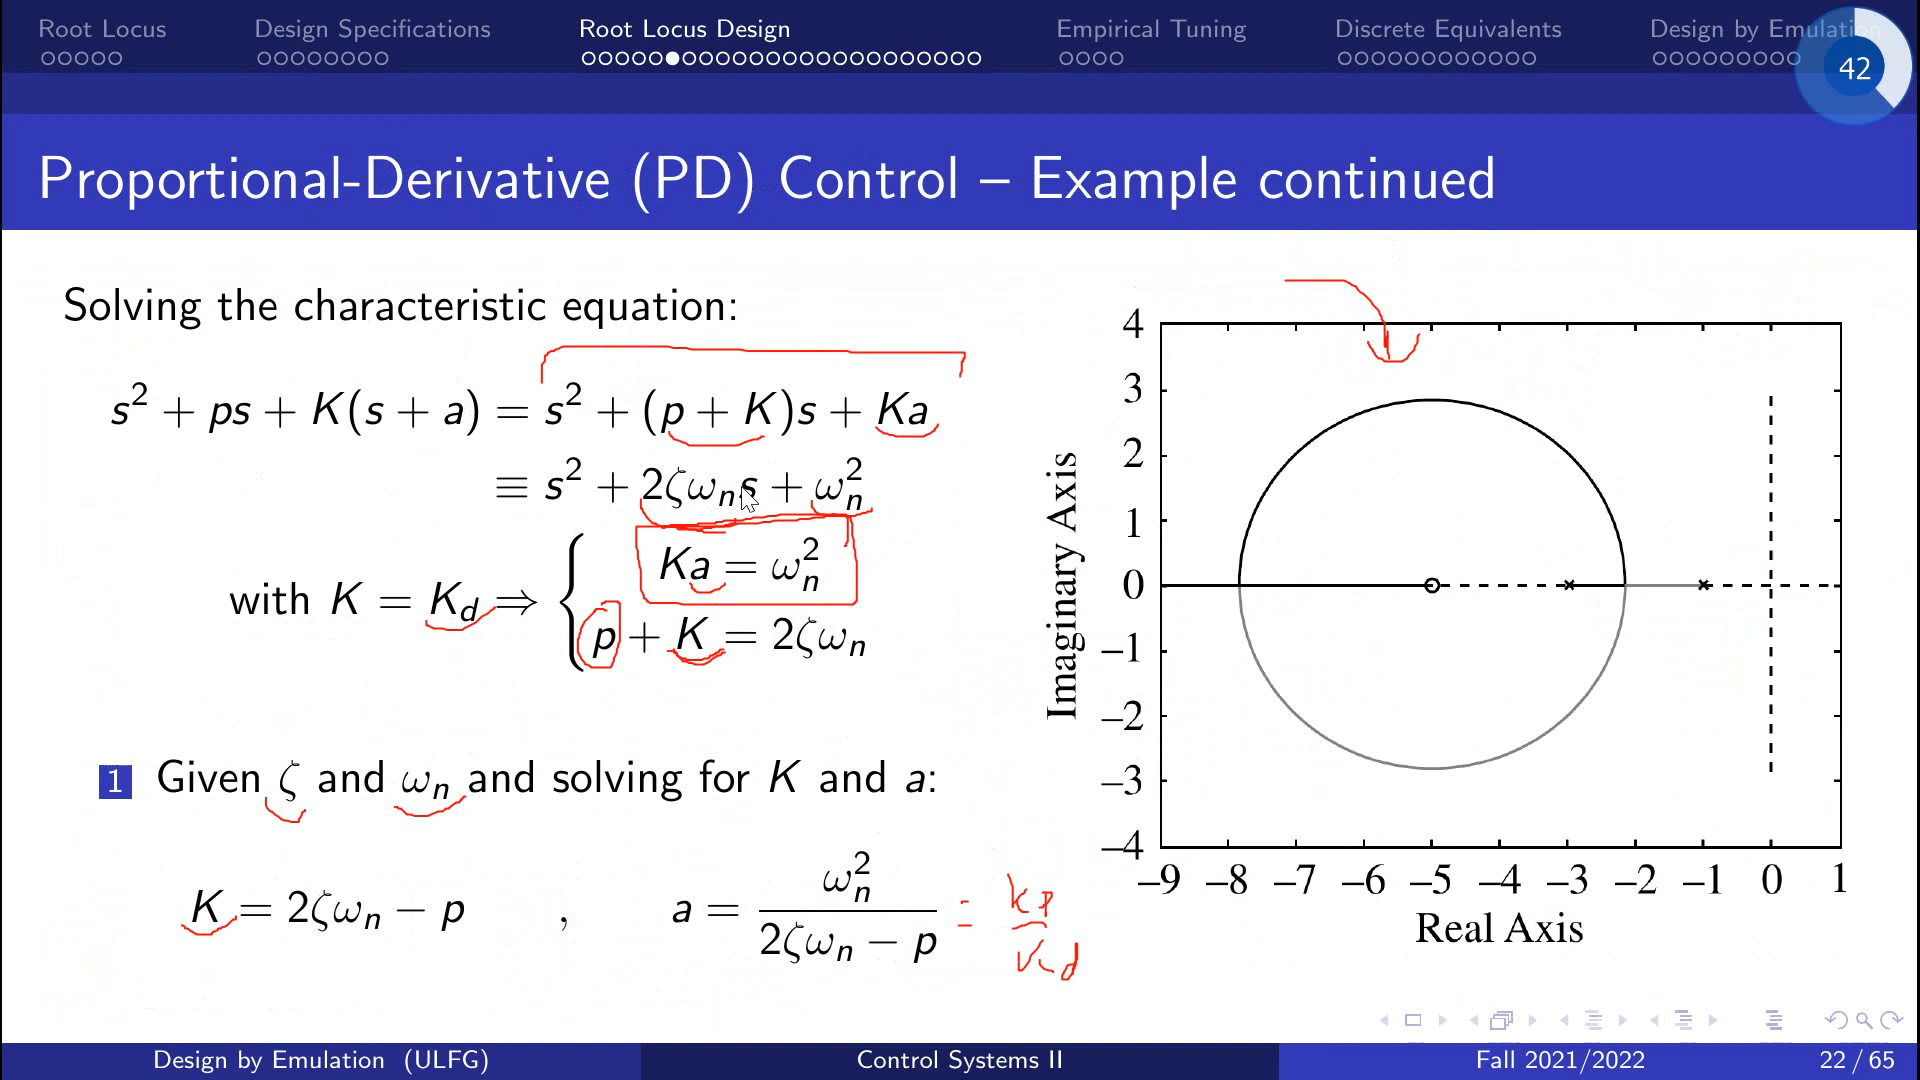 Root Locus Design Specifications Root Locus Design Empirical Tuning Discrete Equivalents Design by Emulation
42
Proportional-Derivative (PD) Control – Example continued
Solving the characteristic equation:
s² + ps + K(s + a) = s² + (p + K)s + Ka
≡ s² + 2ζωₙs + ωₙ²
with K = K_d ⇒ { Ka = ωₙ²
p + K = 2ζωₙ
1 Given ζ and ωₙ and solving for K and a:
K = 2ζωₙ − p , a = ωₙ² / (2ζωₙ − p) = kp / Kd
Imaginary Axis
4
3
2
1
0
–1
–2
–3
–4
–9 –8 –7 –6 –5 –4 –3 –2 –1 0 1
Real Axis
Design by Emulation (ULFG) Control Systems II Fall 2021/2022 22 / 65